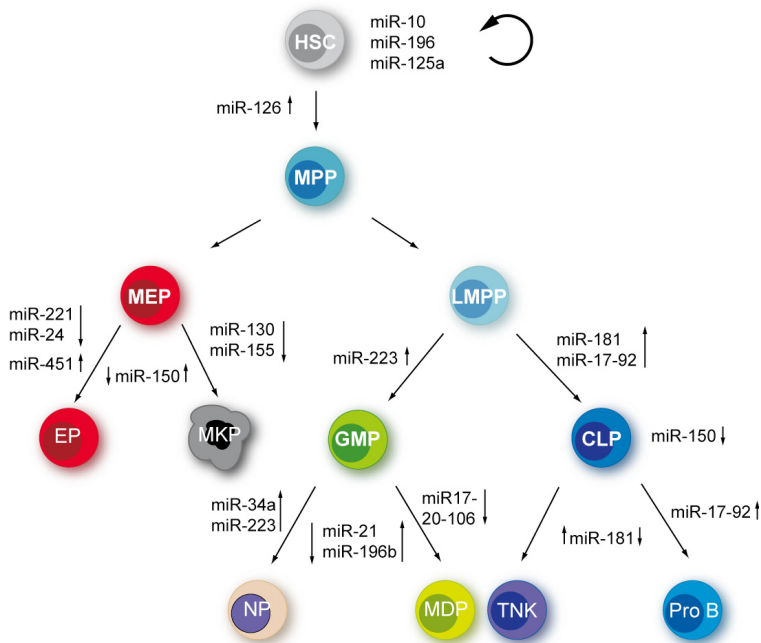 HSC
miR-10
miR-196
miR-125a
miR-126
MPP
MEP
LMPP
miR-221
miR-24
miR-451
miR-150
miR-130
miR-155
miR-223
miR-181
miR-17-92
EP
MKP
GMP
CLP
miR-150
miR-34a
miR-223
miR-21
miR-196b
miR17-
20-106
miR-181
miR-17-92
NP
MDP
TNK
Pro B